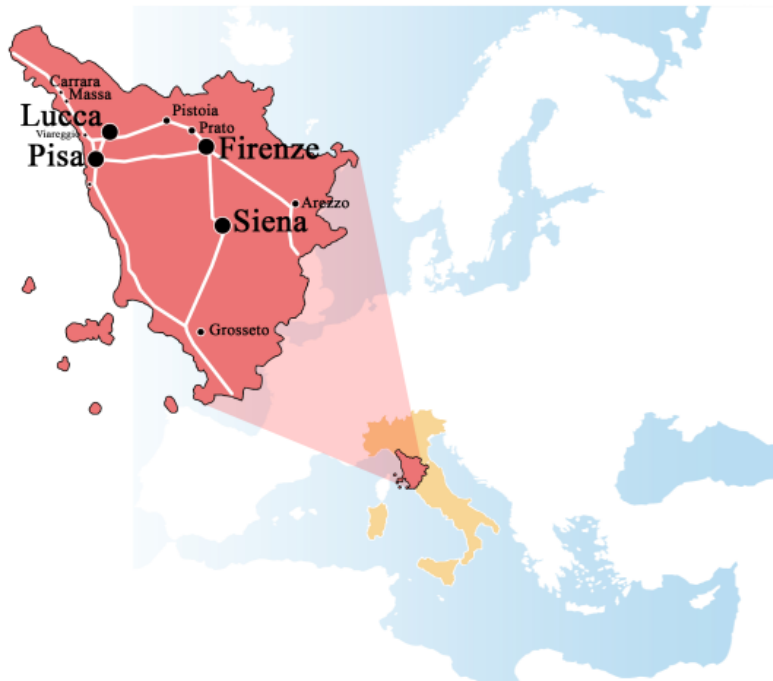 Carrara
Massa
Pistoia
Lucca
Prato
Viareggio
Firenze
Pisa
Arezzo
Siena
Grosseto